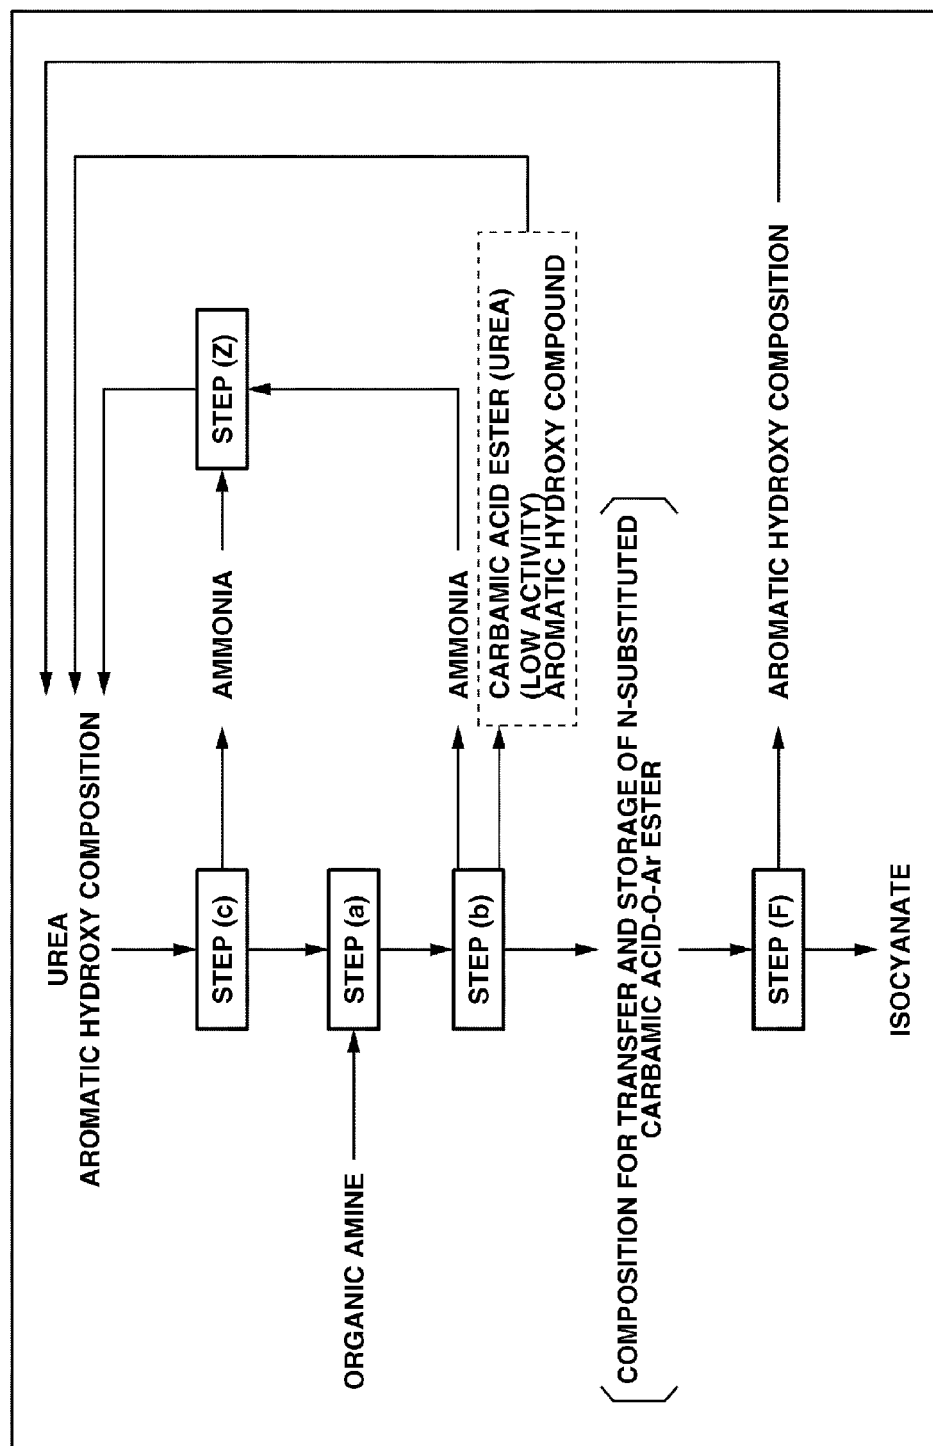 UREA
AROMATIC HYDROXY COMPOSITION
STEP (c)
AMMONIA
STEP (Z)
ORGANIC AMINE
STEP (a)
STEP (b)
AMMONIA
CARBAMIC ACID ESTER (UREA)
(LOW ACTIVITY)
AROMATIC HYDROXY COMPOUND
COMPOSITION FOR TRANSFER AND STORAGE OF N-SUBSTITUTED
CARBAMIC ACID-O-Ar ESTER
STEP (F)
AROMATIC HYDROXY COMPOSITION
ISOCYANATE